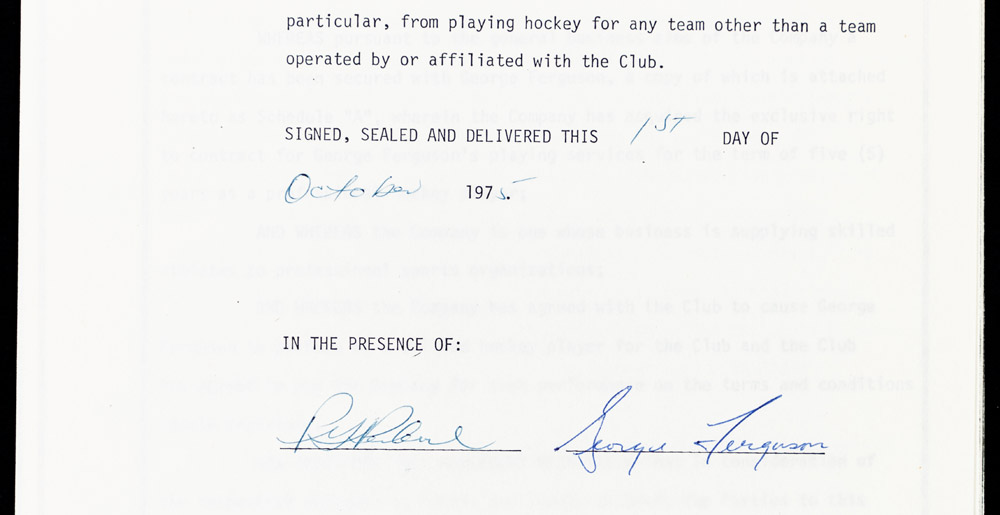 particular, from playing hockey for any team other than a team
operated by or affiliated with the Club.
SIGNED, SEALED AND DELIVERED THIS 1ST DAY OF
October 1975.
IN THE PRESENCE OF:
George Ferguson